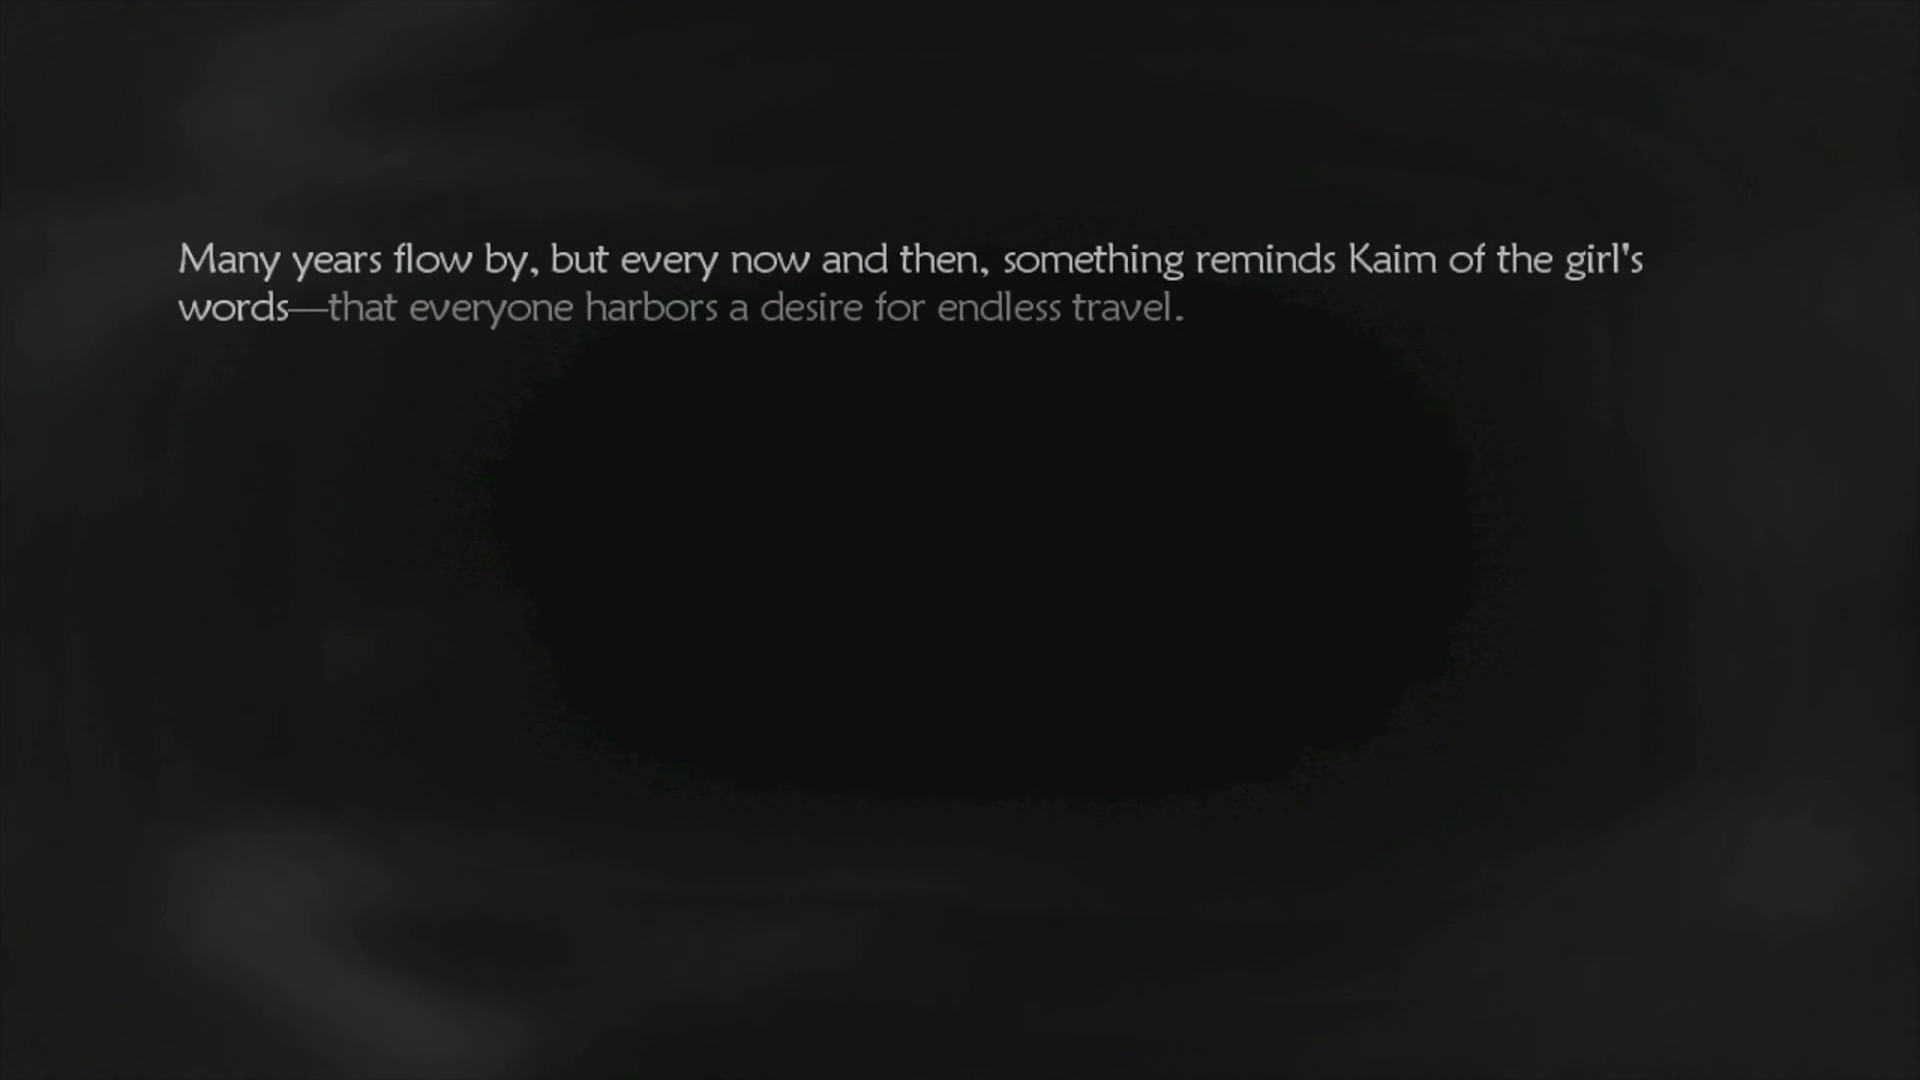 Many years flow by, but every now and then, something reminds Kaim of the girl's
words—that everyone harbors a desire for endless travel.